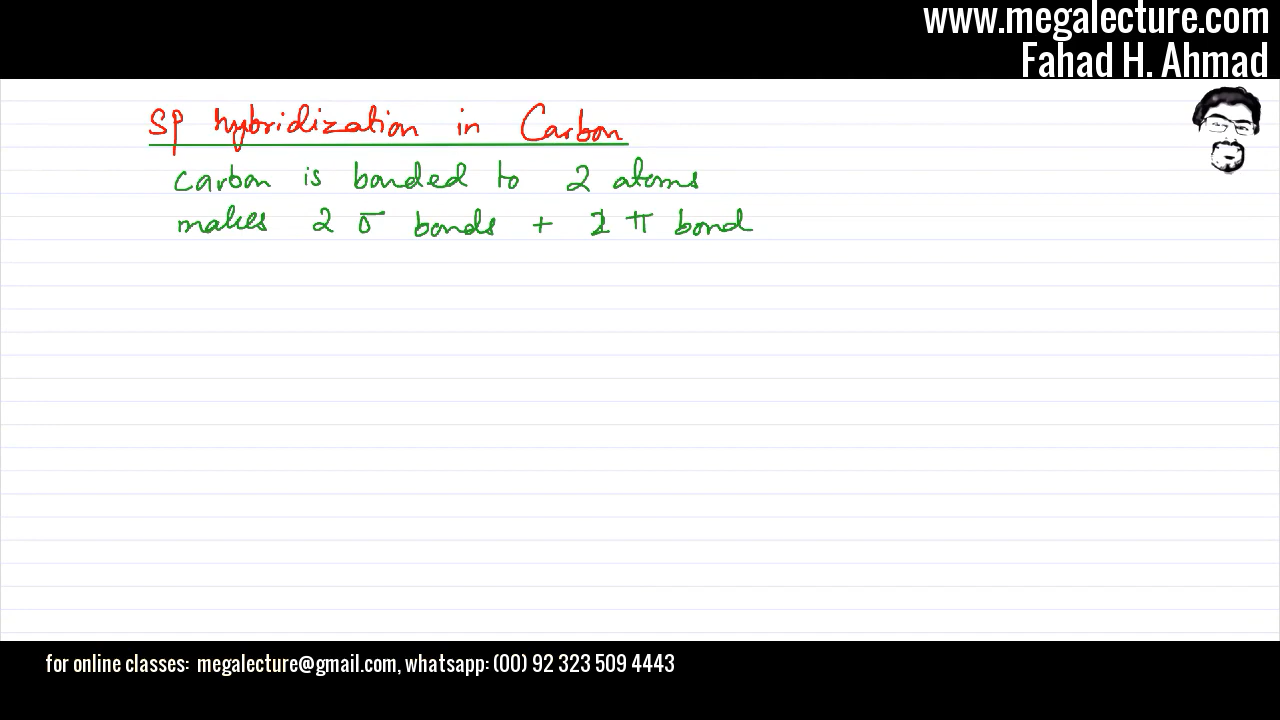 www.megalecture.com
Fahad H. Ahmad
SP hybridization in Carbon
carbon is bonded to 2 atoms
makes 2 σ bonds + 2 π bond
for online classes: megalecture@gmail.com, whatsapp: (00) 92 323 509 4443